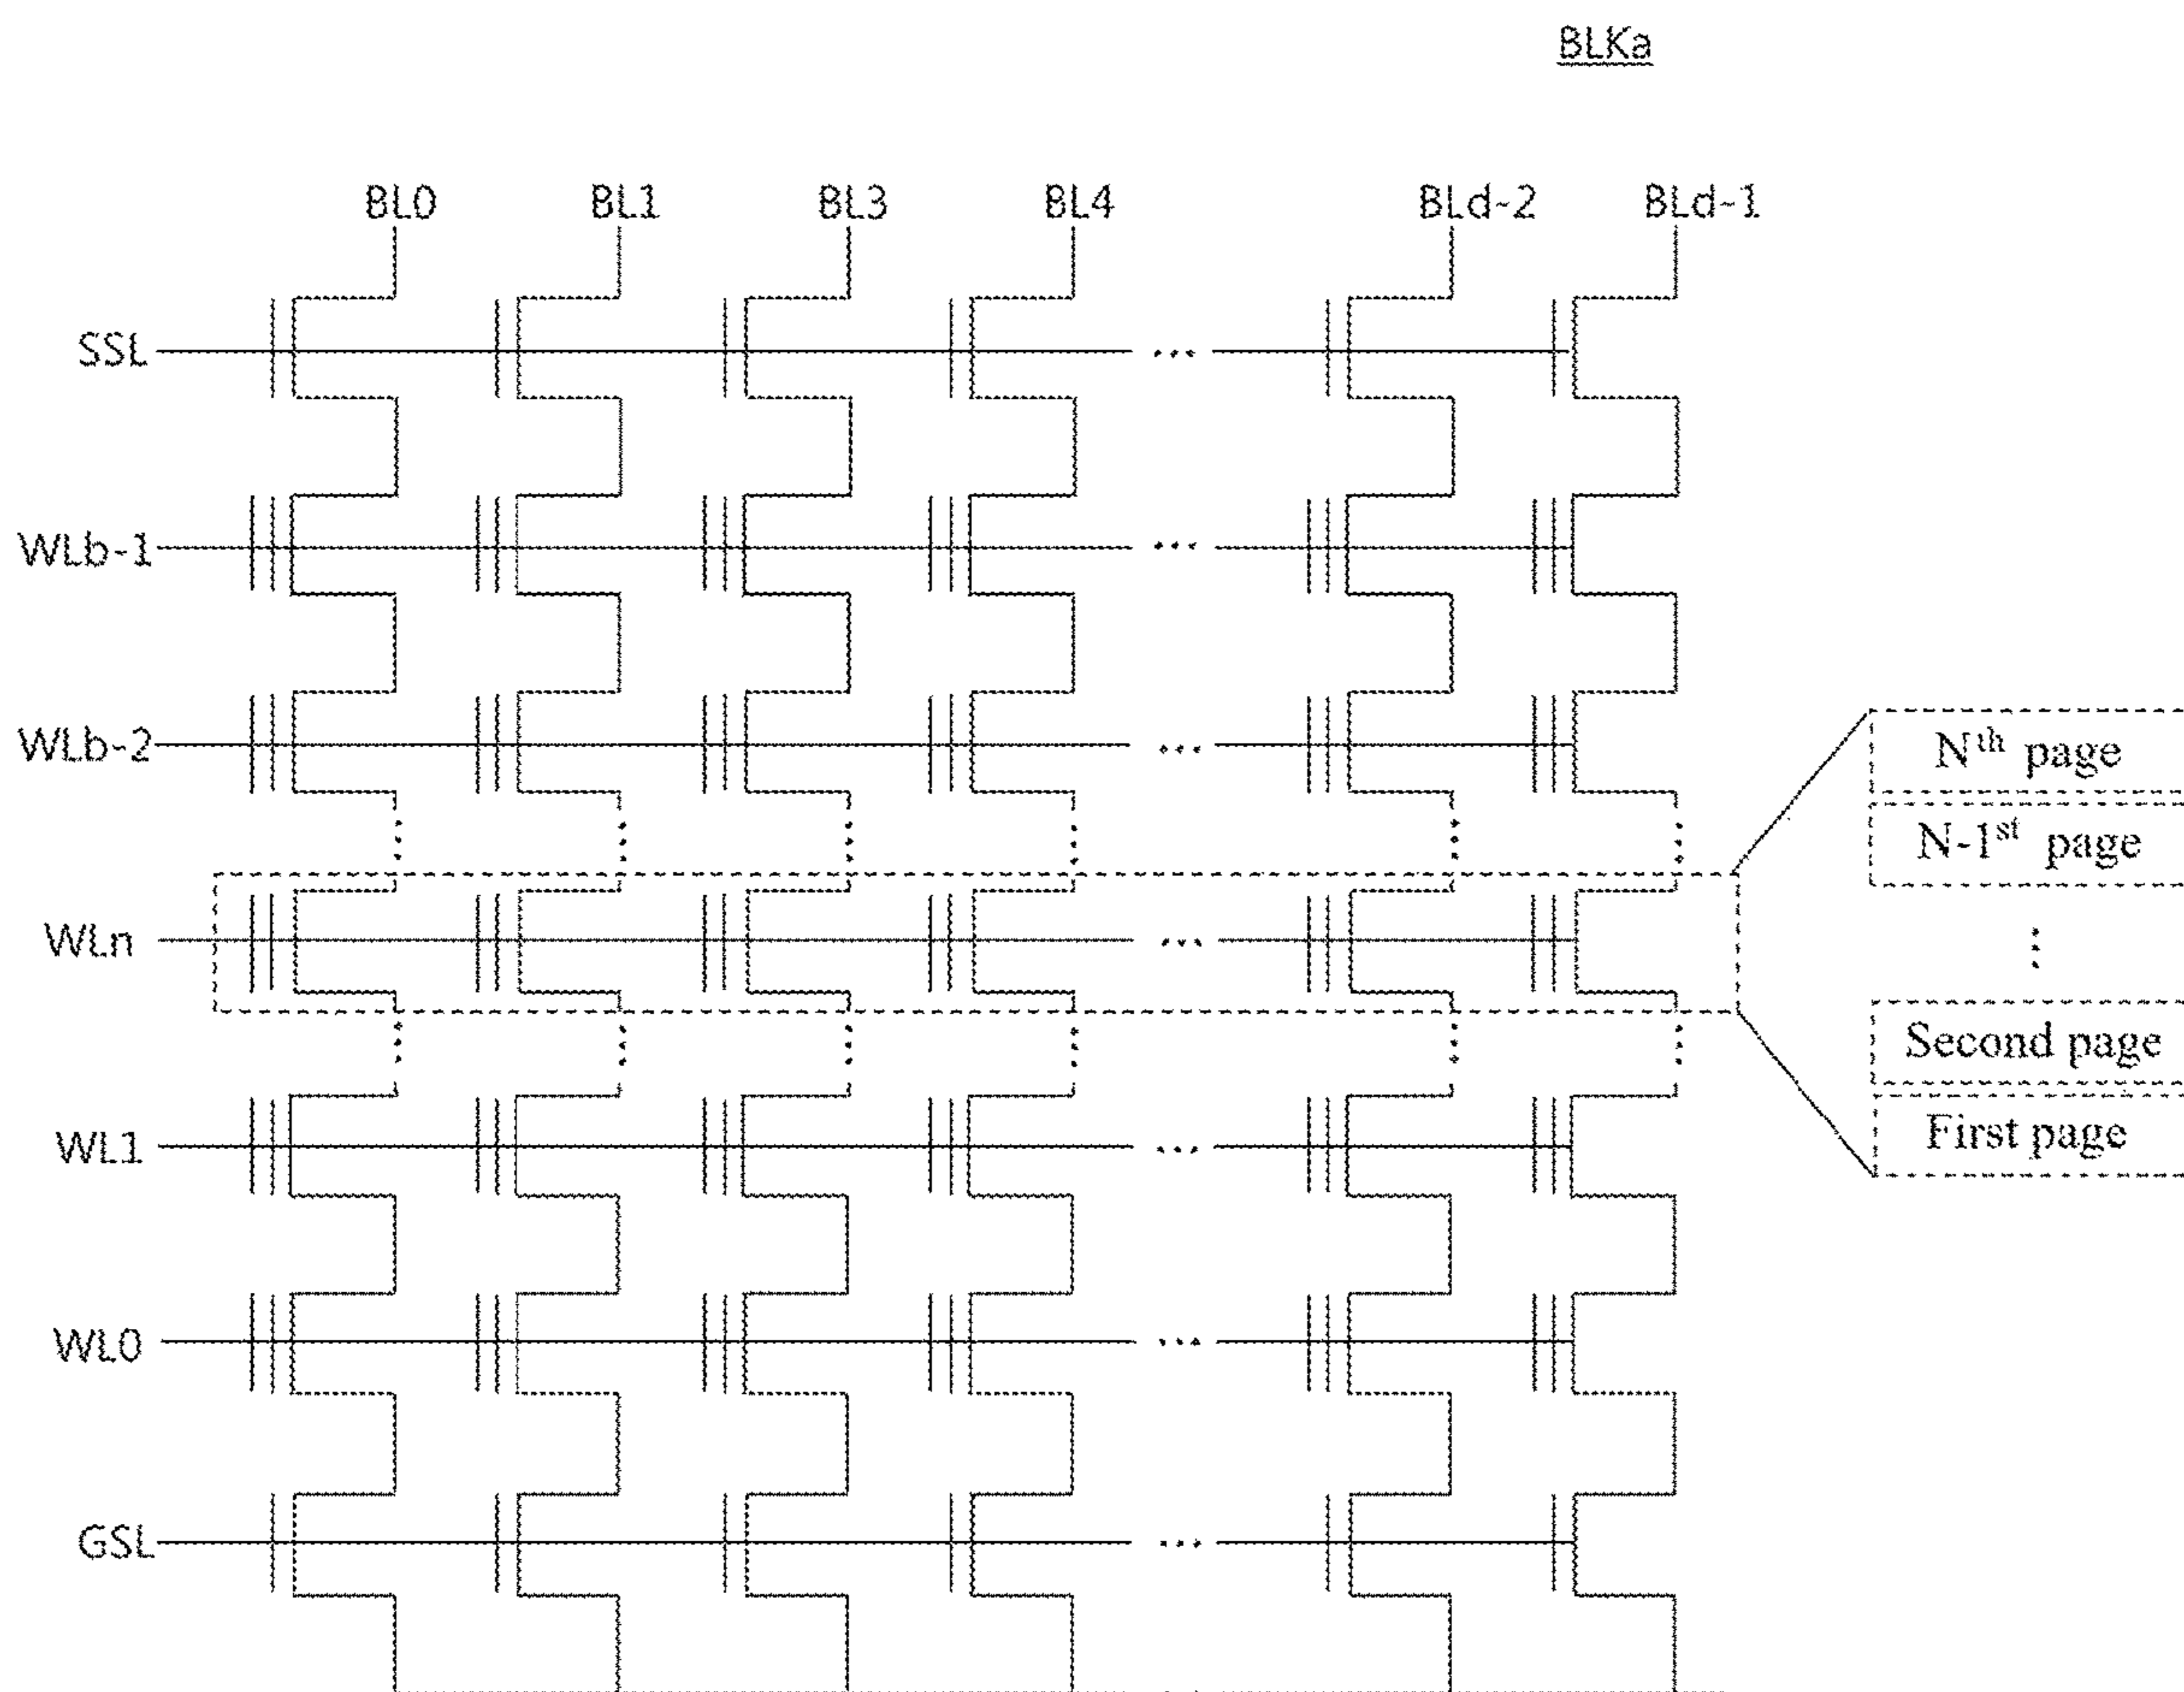 BLKa
BL0 BL1 BL3 BL4 ... BLd-2 BLd-1
SSL ...
WLb-1 ...
WLb-2 ...
Nth page
N-1st page
WLn ...
Second page
First page
WL1 ...
WL0 ...
GSL ...